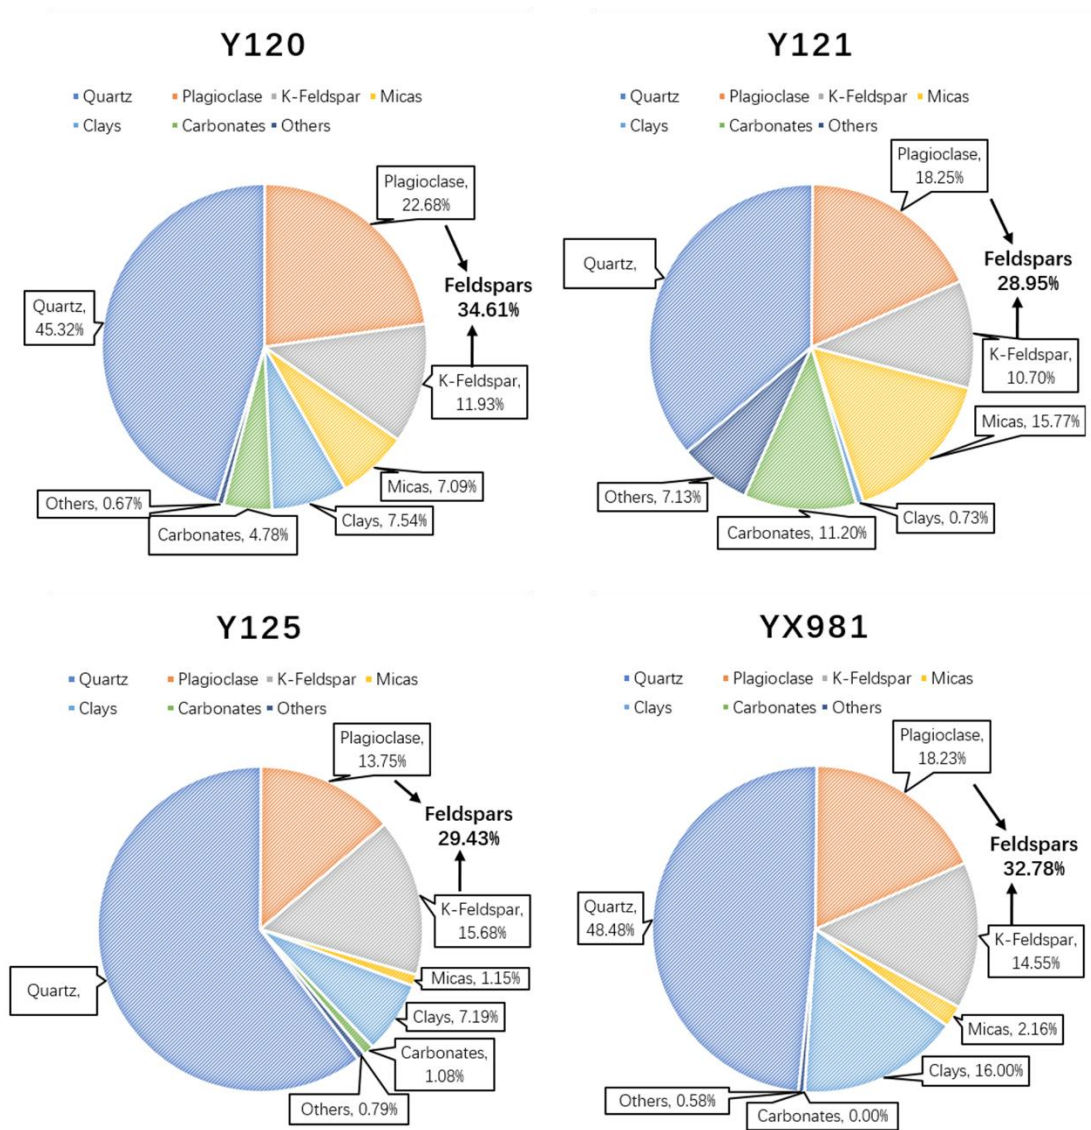 Y120
Quartz Plagioclase K-Feldspar Micas
Clays Carbonates Others
Plagioclase,
22.68%
Feldspars
34.61%
Quartz,
45.32%
K-Feldspar,
11.93%
Micas, 7.09%
Others, 0.67%
Clays, 7.54%
Carbonates, 4.78%
Y121
Quartz Plagioclase K-Feldspar Micas
Clays Carbonates Others
Plagioclase,
18.25%
Quartz,
Feldspars
28.95%
K-Feldspar,
10.70%
Micas, 15.77%
Others, 7.13%
Clays, 0.73%
Carbonates, 11.20%
Y125
Quartz Plagioclase K-Feldspar Micas
Clays Carbonates Others
Plagioclase,
13.75%
Feldspars
29.43%
K-Feldspar,
15.68%
Quartz,
Micas, 1.15%
Clays, 7.19%
Carbonates,
1.08%
Others, 0.79%
YX981
Quartz Plagioclase K-Feldspar Micas
Clays Carbonates Others
Plagioclase,
18.23%
Feldspars
32.78%
Quartz,
48.48%
K-Feldspar,
14.55%
Micas, 2.16%
Clays, 16.00%
Others, 0.58%
Carbonates, 0.00%